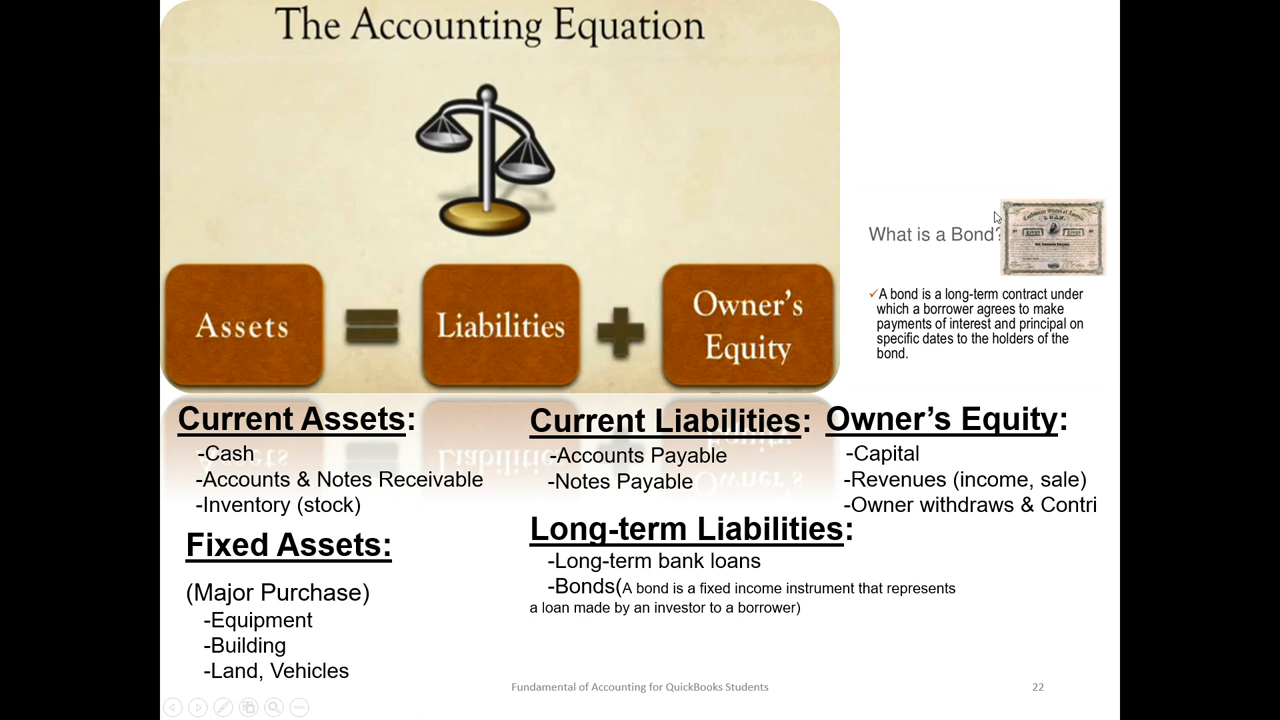 The Accounting Equation
Assets
Liabilities
Owner's
Equity
What is a Bond?
Confederate States of America
LOAN
✓A bond is a long-term contract under
which a borrower agrees to make
payments of interest and principal on
specific dates to the holders of the
bond.
Current Assets:
-Cash
-Accounts & Notes Receivable
-Inventory (stock)
Fixed Assets:
(Major Purchase)
-Equipment
-Building
-Land, Vehicles
Current Liabilities:
-Accounts Payable
-Notes Payable
Long-term Liabilities:
-Long-term bank loans
-Bonds(A bond is a fixed income instrument that represents
a loan made by an investor to a borrower)
Owner’s Equity:
-Capital
-Revenues (income, sale)
-Owner withdraws & Contri
Fundamental of Accounting for QuickBooks Students
22